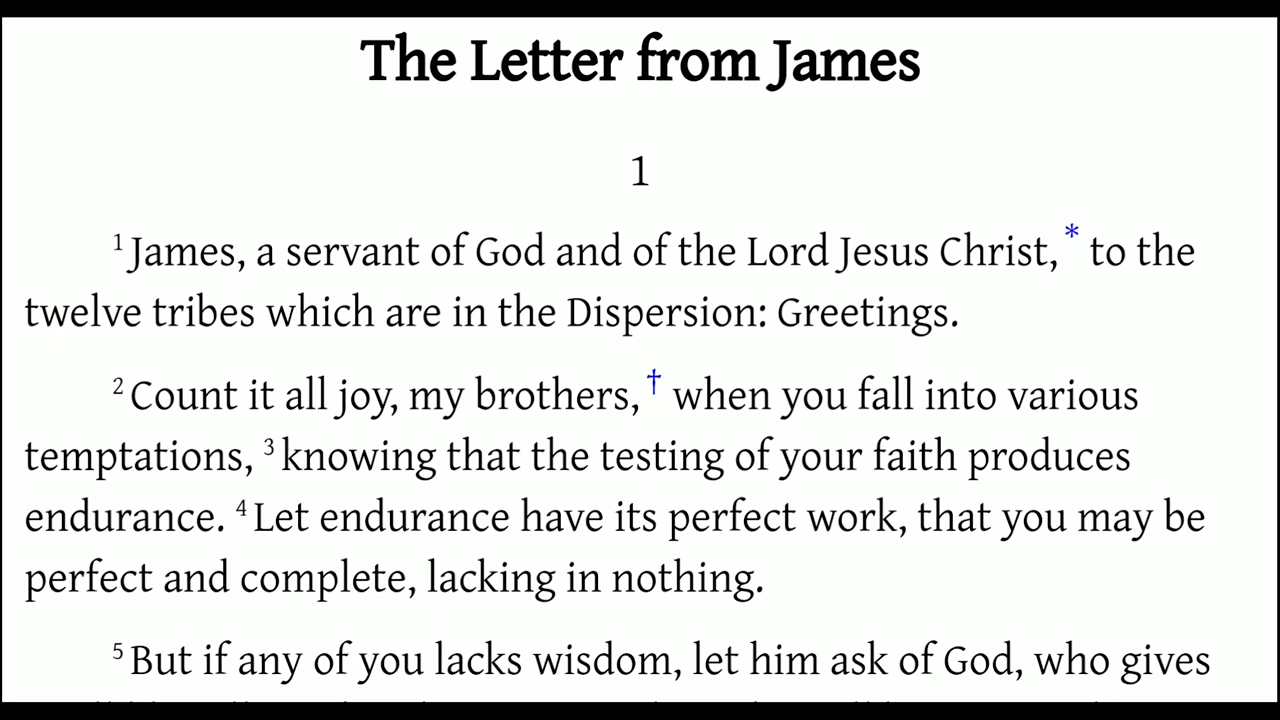 The Letter from James
1
1 James, a servant of God and of the Lord Jesus Christ,* to the
twelve tribes which are in the Dispersion: Greetings.
2 Count it all joy, my brothers,† when you fall into various
temptations, 3 knowing that the testing of your faith produces
endurance. 4 Let endurance have its perfect work, that you may be
perfect and complete, lacking in nothing.
5 But if any of you lacks wisdom, let him ask of God, who gives